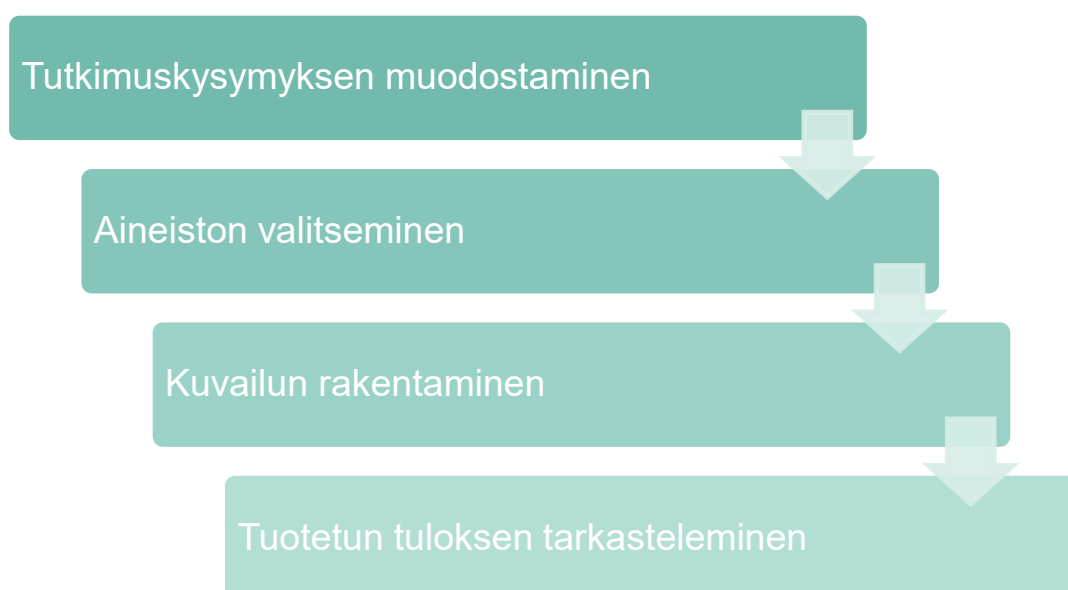 Tutkimuskysymyksen muodostaminen
Aineiston valitseminen
Kuvailun rakentaminen
Tuotetun tuloksen tarkasteleminen